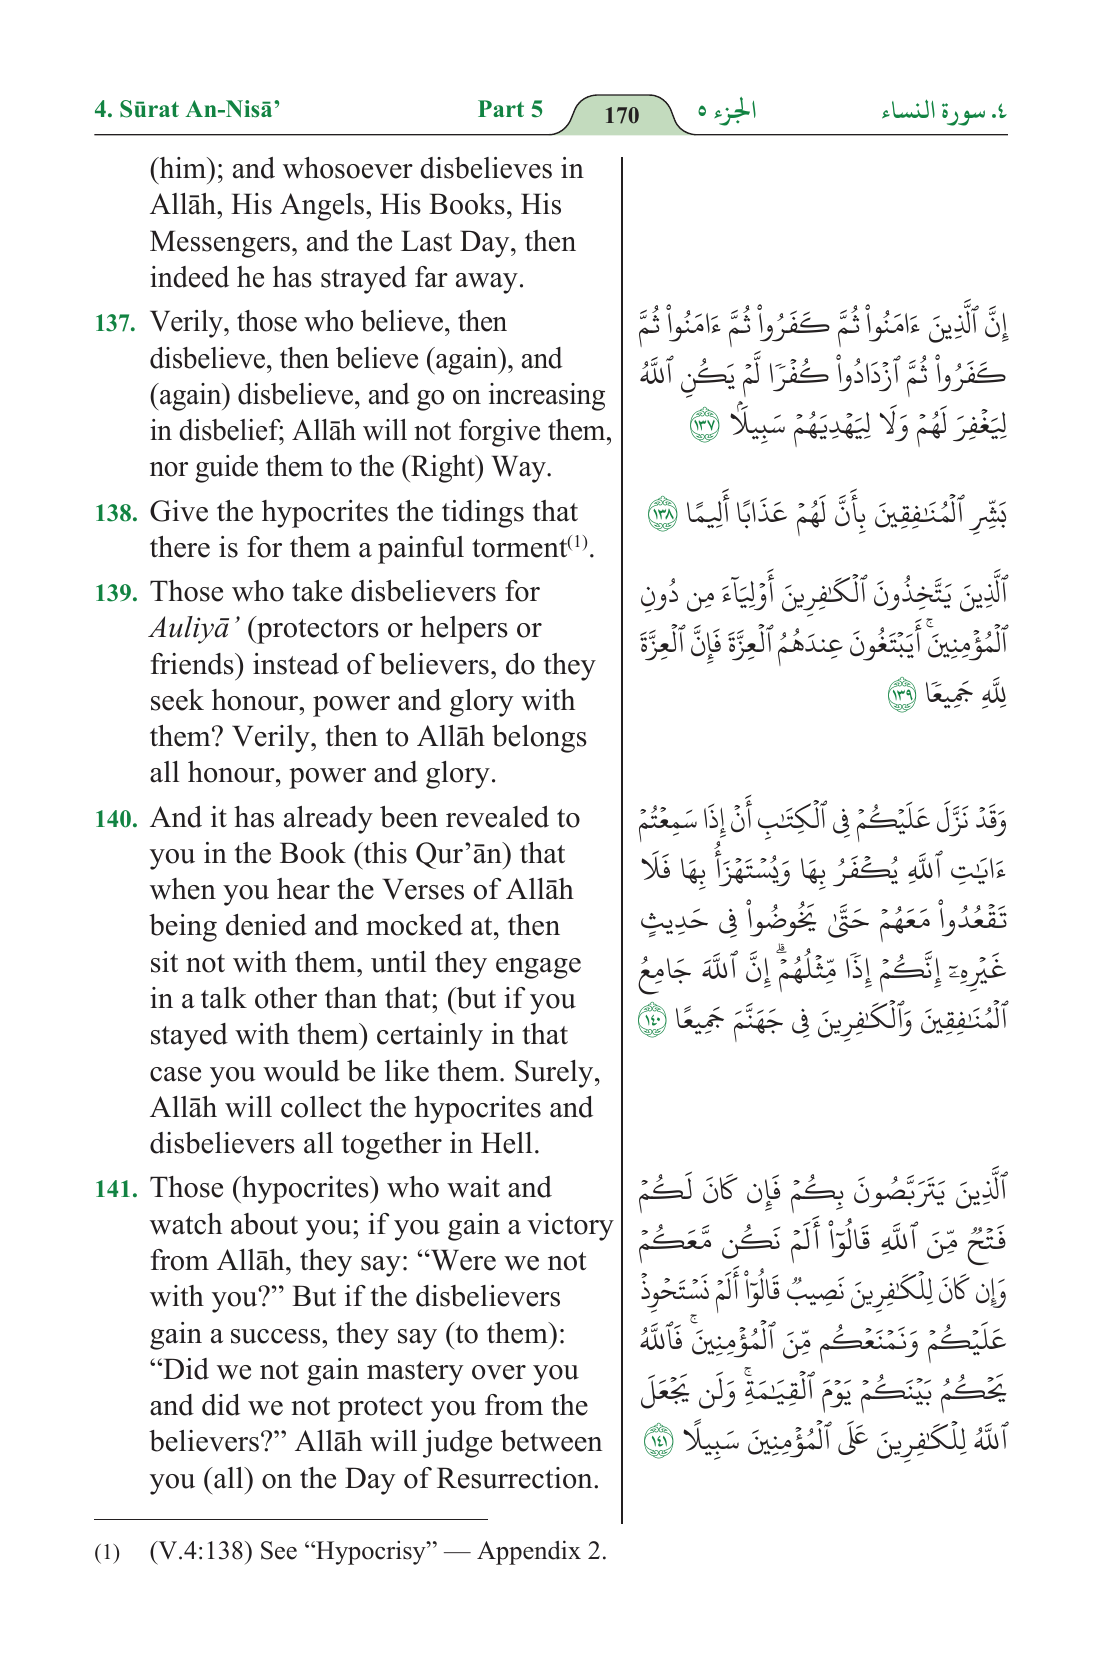 4. Sūrat An-Nisā’ Part 5 170 الجزء ٥ ٤. سورة النساء
(him); and whosoever disbelieves in
Allāh, His Angels, His Books, His
Messengers, and the Last Day, then
indeed he has strayed far away.
137. Verily, those who believe, then
disbelieve, then believe (again), and
(again) disbelieve, and go on increasing
in disbelief; Allāh will not forgive them,
nor guide them to the (Right) Way.
138. Give the hypocrites the tidings that
there is for them a painful torment(1).
139. Those who take disbelievers for
Auliyā’ (protectors or helpers or
friends) instead of believers, do they
seek honour, power and glory with
them? Verily, then to Allāh belongs
all honour, power and glory.
140. And it has already been revealed to
you in the Book (this Qur’ān) that
when you hear the Verses of Allāh
being denied and mocked at, then
sit not with them, until they engage
in a talk other than that; (but if you
stayed with them) certainly in that
case you would be like them. Surely,
Allāh will collect the hypocrites and
disbelievers all together in Hell.
141. Those (hypocrites) who wait and
watch about you; if you gain a victory
from Allāh, they say: “Were we not
with you?” But if the disbelievers
gain a success, they say (to them):
“Did we not gain mastery over you
and did we not protect you from the
believers?” Allāh will judge between
you (all) on the Day of Resurrection.
إِنَّ ٱلَّذِينَ ءَامَنُوا۟ ثُمَّ كَفَرُوا۟ ثُمَّ ءَامَنُوا۟ ثُمَّ
كَفَرُوا۟ ثُمَّ ٱزْدَادُوا۟ كُفْرًا لَّمْ يَكُنِ ٱللَّهُ
لِيَغْفِرَ لَهُمْ وَلَا لِيَهْدِيَهُمْ سَبِيلًۢا ١٣٧
بَشِّرِ ٱلْمُنَـٰفِقِينَ بِأَنَّ لَهُمْ عَذَابًا أَلِيمًا ١٣٨
ٱلَّذِينَ يَتَّخِذُونَ ٱلْكَـٰفِرِينَ أَوْلِيَآءَ مِن دُونِ
ٱلْمُؤْمِنِينَ ۚ أَيَبْتَغُونَ عِندَهُمُ ٱلْعِزَّةَ فَإِنَّ ٱلْعِزَّةَ
لِلَّهِ جَمِيعًا ١٣٩
وَقَدْ نَزَّلَ عَلَيْكُمْ فِى ٱلْكِتَـٰبِ أَنْ إِذَا سَمِعْتُمْ
ءَايَـٰتِ ٱللَّهِ يُكْفَرُ بِهَا وَيُسْتَهْزَأُ بِهَا فَلَا
تَقْعُدُوا۟ مَعَهُمْ حَتَّىٰ يَخُوضُوا۟ فِى حَدِيثٍ
غَيْرِهِۦٓ إِنَّكُمْ إِذًا مِّثْلُهُمْ ۗ إِنَّ ٱللَّهَ جَامِعُ
ٱلْمُنَـٰفِقِينَ وَٱلْكَـٰفِرِينَ فِى جَهَنَّمَ جَمِيعًا ١٤٠
ٱلَّذِينَ يَتَرَبَّصُونَ بِكُمْ فَإِن كَانَ لَكُمْ
فَتْحٌ مِّنَ ٱللَّهِ قَالُوٓا۟ أَلَمْ نَكُن مَّعَكُمْ
وَإِن كَانَ لِلْكَـٰفِرِينَ نَصِيبٌ قَالُوٓا۟ أَلَمْ نَسْتَحْوِذْ
عَلَيْكُمْ وَنَمْنَعْكُم مِّنَ ٱلْمُؤْمِنِينَ ۚ فَٱللَّهُ
يَحْكُمُ بَيْنَكُمْ يَوْمَ ٱلْقِيَـٰمَةِ ۚ وَلَن يَجْعَلَ
ٱللَّهُ لِلْكَـٰفِرِينَ عَلَى ٱلْمُؤْمِنِينَ سَبِيلًا ١٤١
(1) (V.4:138) See “Hypocrisy” — Appendix 2.